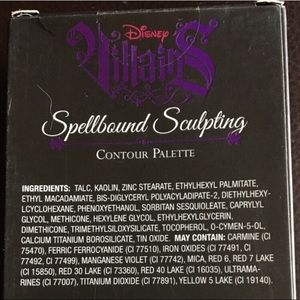 Disney
Villains
Spellbound Sculpting
CONTOUR PALETTE
INGREDIENTS: TALC, KAOLIN, ZINC STEARATE, ETHYLHEXYL PALMITATE,
ETHYL MACADAMIATE, BIS-DIGLYCERYL POLYACYLADIPATE-2, DIETHYLHEXY-
LCYCLOHEXANE, PHENOXYETHANOL, SORBITAN SESQUIOLEATE, CAPRYLYL
GLYCOL, METHICONE, HEXYLENE GLYCOL, ETHYLHEXYLGLYCERIN,
DIMETHICONE, TRIMETHYLSILOXYSILICATE, TOCOPHEROL, O-CYMEN-5-OL,
CALCIUM TITANIUM BOROSILICATE, TIN OXIDE. MAY CONTAIN: CARMINE (CI
75470), FERRIC FERROCYANIDE (CI 77510), IRON OXIDES (77491, CI
77492, CI 77499), MANGANESE VIOLET (CI 77742), MICA, RED 6, RED 7 LAKE
(CI 15850), RED 30 LAKE (CI 73360), RED 40 LAKE (CI 16035), ULTRAMA-
RINES (CI 77007), TITANIUM DIOXIDE (CI 77891), YELLOW 5 LAKE (CI 19140).